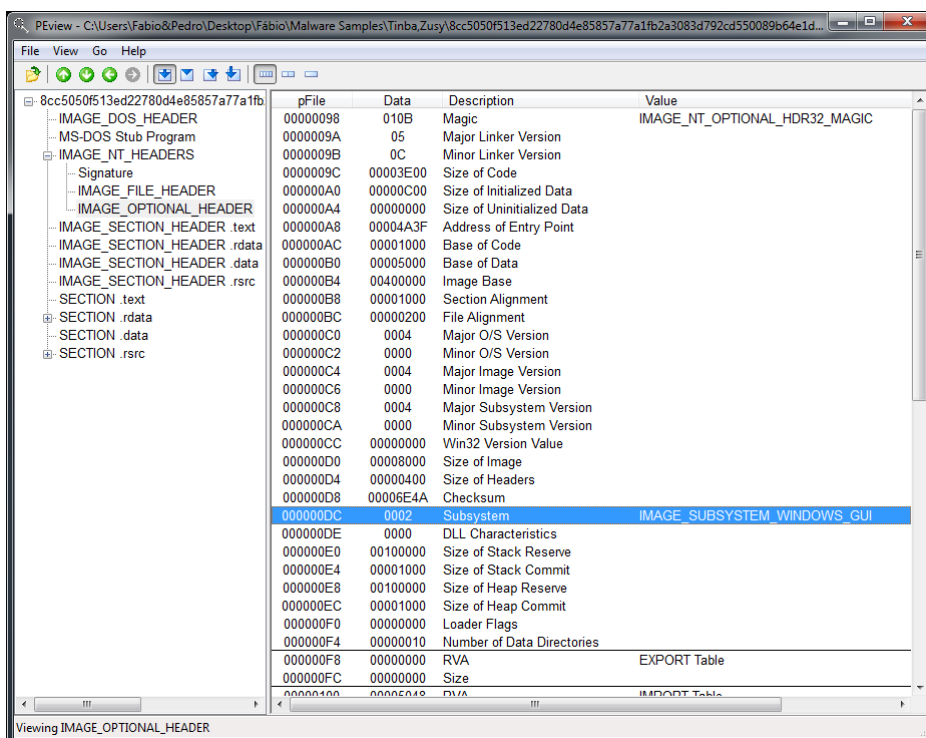 PEview - C:\Users\Fabio&Pedro\Desktop\Fábio\Malware Samples\Tinba,Zusy\8cc5050f513ed22780d4e85857a77a1fb2a3083d792cd550089b64e1d...
File View Go Help
8cc5050f513ed22780d4e85857a77a1fb
IMAGE_DOS_HEADER
MS-DOS Stub Program
IMAGE_NT_HEADERS
Signature
IMAGE_FILE_HEADER
IMAGE_OPTIONAL_HEADER
IMAGE_SECTION_HEADER .text
IMAGE_SECTION_HEADER .rdata
IMAGE_SECTION_HEADER .data
IMAGE_SECTION_HEADER .rsrc
SECTION .text
SECTION .rdata
SECTION .data
SECTION .rsrc
pFile Data Description Value
00000098 010B Magic IMAGE_NT_OPTIONAL_HDR32_MAGIC
0000009A 05 Major Linker Version
0000009B 0C Minor Linker Version
0000009C 00003E00 Size of Code
000000A0 00000C00 Size of Initialized Data
000000A4 00000000 Size of Uninitialized Data
000000A8 00004A3F Address of Entry Point
000000AC 00001000 Base of Code
000000B0 00005000 Base of Data
000000B4 00400000 Image Base
000000B8 00001000 Section Alignment
000000BC 00000200 File Alignment
000000C0 0004 Major O/S Version
000000C2 0000 Minor O/S Version
000000C4 0004 Major Image Version
000000C6 0000 Minor Image Version
000000C8 0004 Major Subsystem Version
000000CA 0000 Minor Subsystem Version
000000CC 00000000 Win32 Version Value
000000D0 00008000 Size of Image
000000D4 00000400 Size of Headers
000000D8 00006E4A Checksum
000000DC 0002 Subsystem IMAGE_SUBSYSTEM_WINDOWS_GUI
000000DE 0000 DLL Characteristics
000000E0 00100000 Size of Stack Reserve
000000E4 00001000 Size of Stack Commit
000000E8 00100000 Size of Heap Reserve
000000EC 00001000 Size of Heap Commit
000000F0 00000000 Loader Flags
000000F4 00000010 Number of Data Directories
000000F8 00000000 RVA EXPORT Table
000000FC 00000000 Size
00000100 00005048 RVA IMPORT Table
Viewing IMAGE_OPTIONAL_HEADER